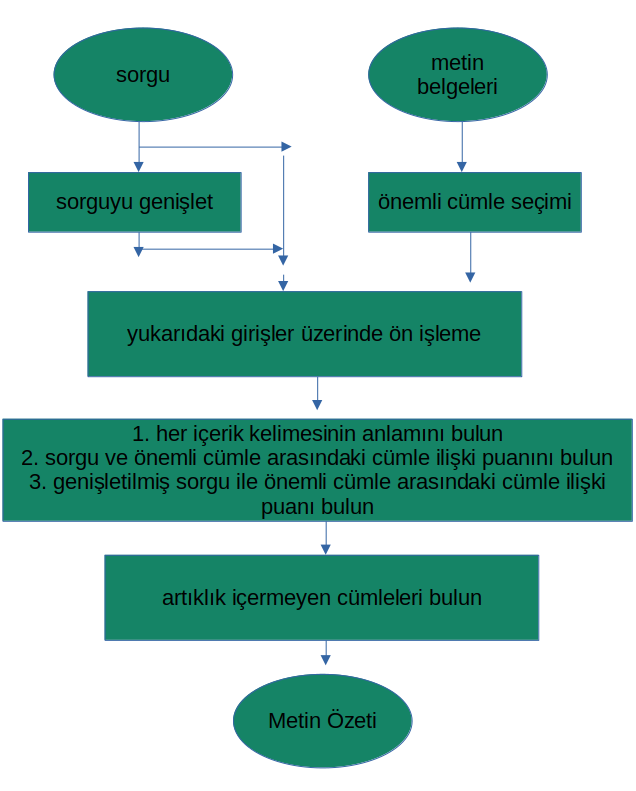 sorgu
metin
belgeleri
sorguyu genişlet
önemli cümle seçimi
yukarıdaki girişler üzerinde ön işleme
1. her içerik kelimesinin anlamını bulun
2. sorgu ve önemli cümle arasındaki cümle ilişki puanını bulun
3. genişletilmiş sorgu ile önemli cümle arasındaki cümle ilişki
puanı bulun
artıklık içermeyen cümleleri bulun
Metin Özeti